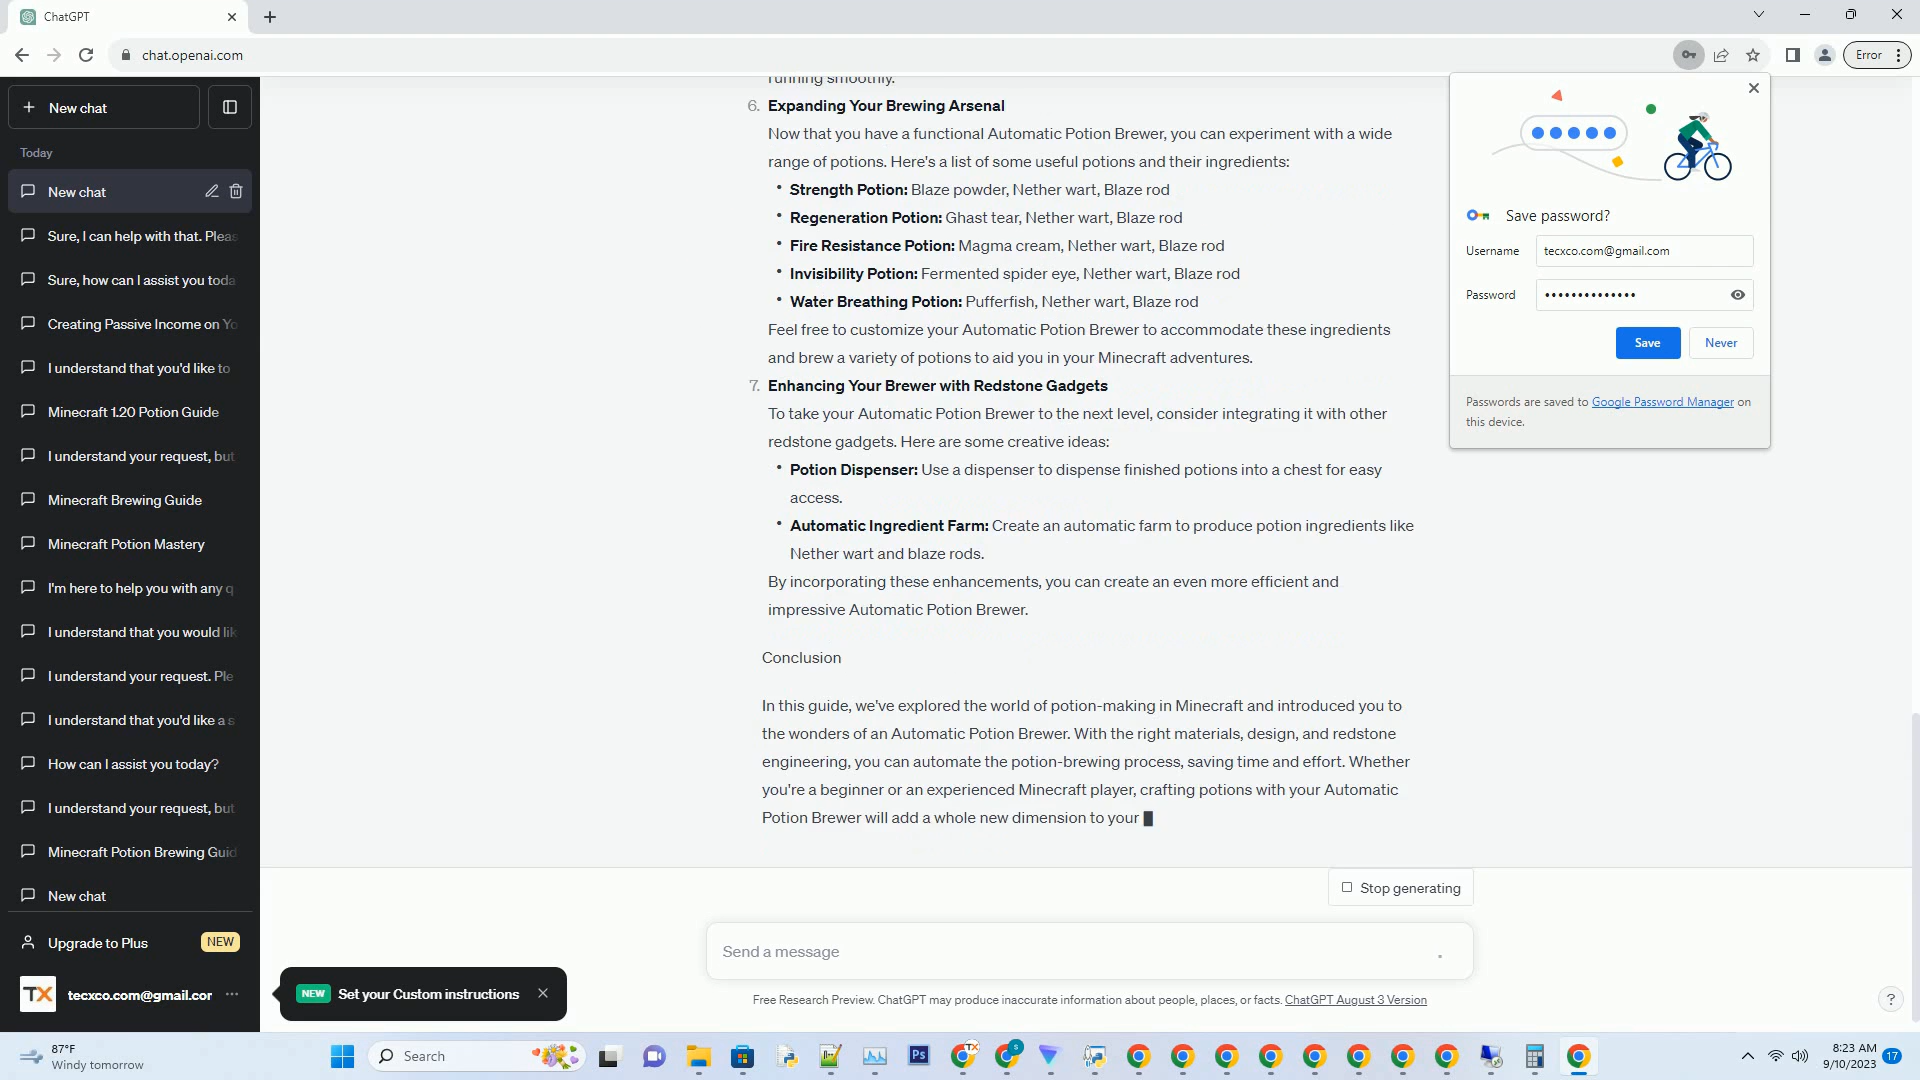 ChatGPT
chat.openai.com
Error
New chat
Today
New chat
Sure, I can help with that. Pleas
Sure, how can I assist you toda
Creating Passive Income on Yo
I understand that you'd like to
Minecraft 1.20 Potion Guide
I understand your request, but
Minecraft Brewing Guide
Minecraft Potion Mastery
I'm here to help you with any q
I understand that you would lik
I understand your request. Ple
I understand that you'd like a s
How can I assist you today?
I understand your request, but
Minecraft Potion Brewing Guid
New chat
Upgrade to Plus NEW
TX tecxco.com@gmail.cor
running smoothly.
6. Expanding Your Brewing Arsenal
Now that you have a functional Automatic Potion Brewer, you can experiment with a wide
range of potions. Here's a list of some useful potions and their ingredients:
• Strength Potion: Blaze powder, Nether wart, Blaze rod
• Regeneration Potion: Ghast tear, Nether wart, Blaze rod
• Fire Resistance Potion: Magma cream, Nether wart, Blaze rod
• Invisibility Potion: Fermented spider eye, Nether wart, Blaze rod
• Water Breathing Potion: Pufferfish, Nether wart, Blaze rod
Feel free to customize your Automatic Potion Brewer to accommodate these ingredients
and brew a variety of potions to aid you in your Minecraft adventures.
7. Enhancing Your Brewer with Redstone Gadgets
To take your Automatic Potion Brewer to the next level, consider integrating it with other
redstone gadgets. Here are some creative ideas:
• Potion Dispenser: Use a dispenser to dispense finished potions into a chest for easy
access.
• Automatic Ingredient Farm: Create an automatic farm to produce potion ingredients like
Nether wart and blaze rods.
By incorporating these enhancements, you can create an even more efficient and
impressive Automatic Potion Brewer.
Conclusion
In this guide, we've explored the world of potion-making in Minecraft and introduced you to
the wonders of an Automatic Potion Brewer. With the right materials, design, and redstone
engineering, you can automate the potion-brewing process, saving time and effort. Whether
you're a beginner or an experienced Minecraft player, crafting potions with your Automatic
Potion Brewer will add a whole new dimension to your
Stop generating
Send a message
Free Research Preview. ChatGPT may produce inaccurate information about people, places, or facts. ChatGPT August 3 Version
NEW Set your Custom instructions
?
Save password?
Username tecxco.com@gmail.com
Password ••••••••••••••
Save Never
Passwords are saved to Google Password Manager on
this device.
87°F
Windy tomorrow
Search
Ps
TX
S
8:23 AM
9/10/2023
17